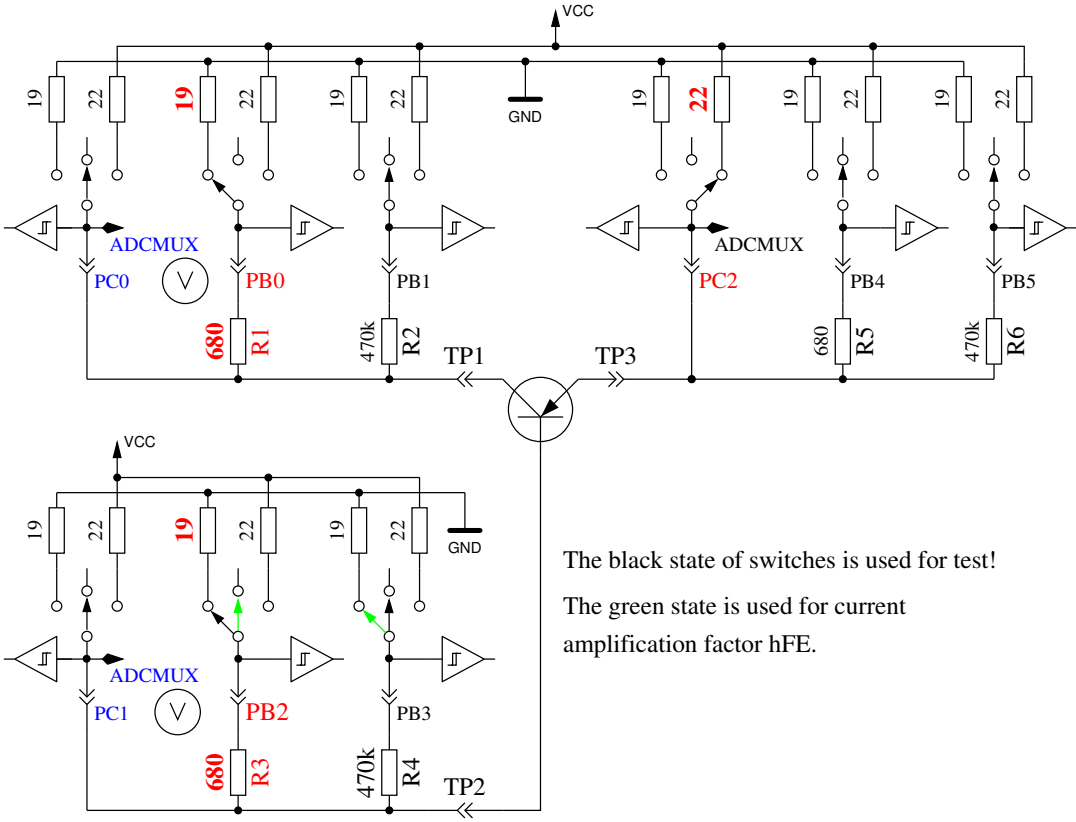 VCC
19
22
19
22
19
22
GND
22
19
22
19
22
19
ADCMUX
PC0
V
PB0
PB1
ADCMUX
PC2
PB4
PB5
680
R1
470k
R2
680
R5
470k
R6
TP1
TP3
VCC
19
22
19
22
19
22
GND
The black state of switches is used for test!
The green state is used for current
amplification factor hFE.
ADCMUX
PC1
V
PB2
PB3
680
R3
470k
R4
TP2